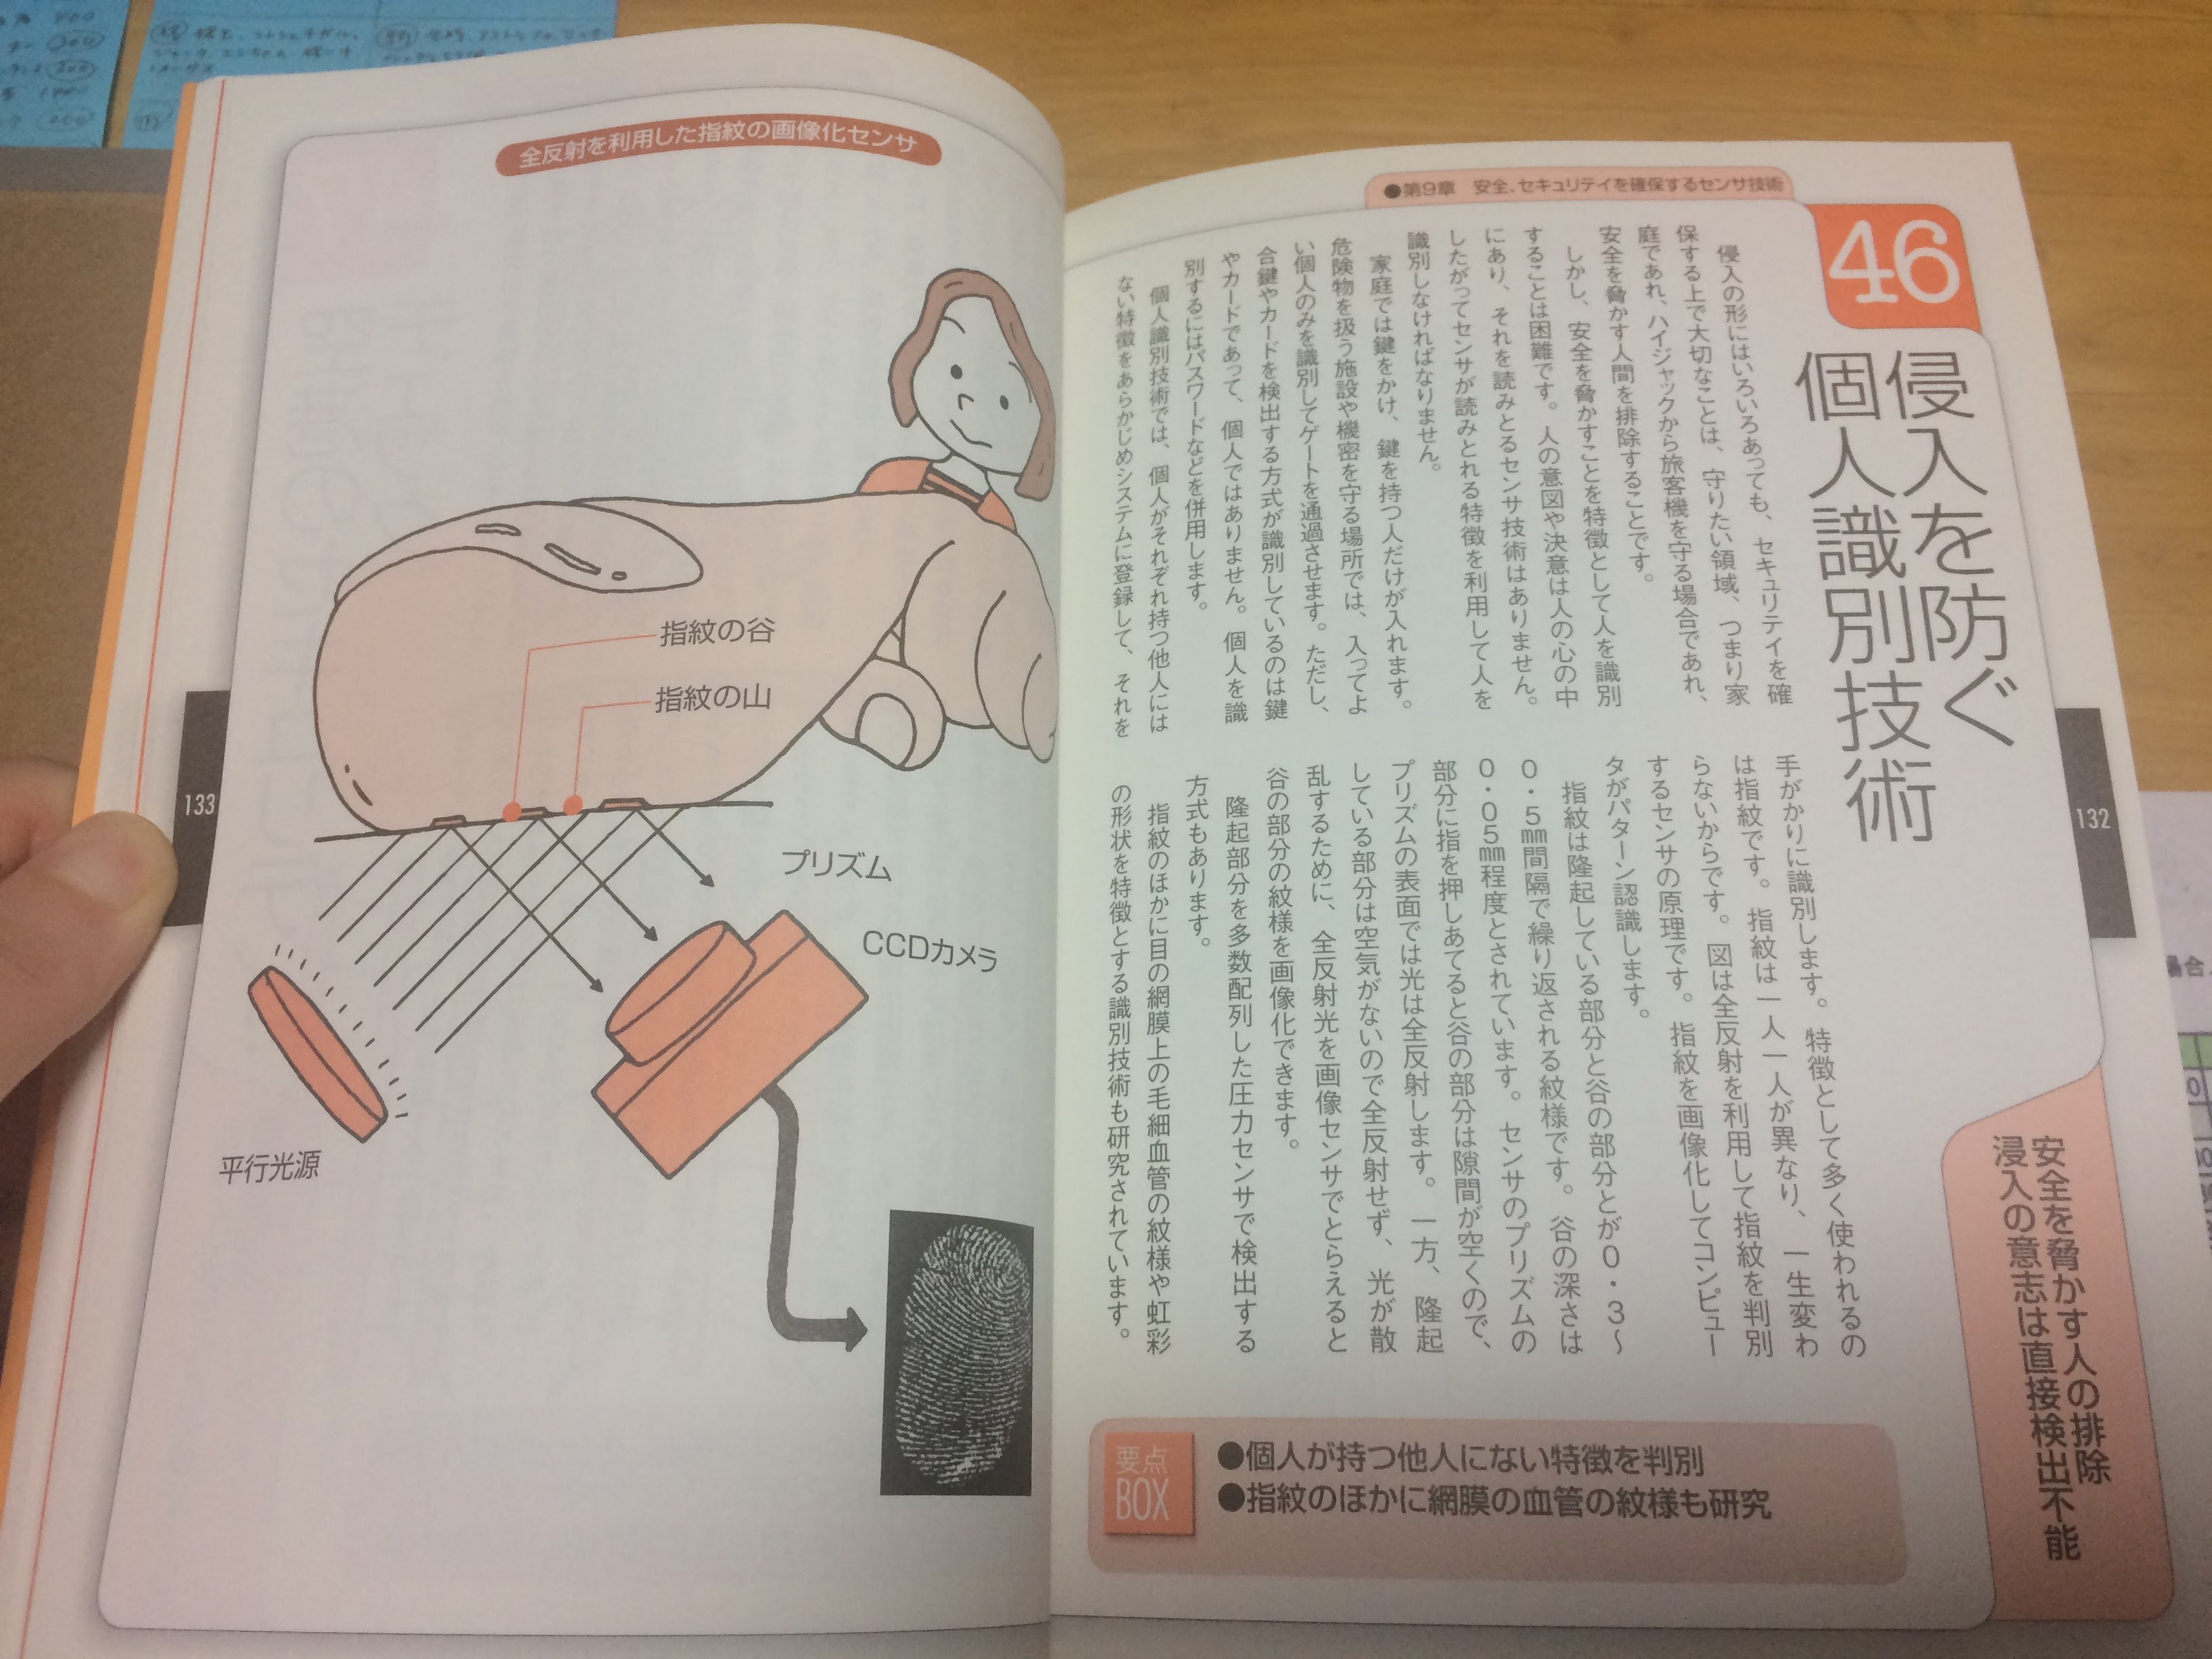 ●第9章 安全、セキュリテイを確保するセンサ技術
46
侵入を防ぐ
個人識別技術
侵入の形にはいろいろあっても、セキュリテイを確
保する上で大切なことは、守りたい領域、つまり家
庭であれ、ハイジャックから旅客機を守る場合であれ、
安全を脅かす人間を排除することです。
しかし、安全を脅かすことを特徴として人を識別
することは困難です。人の意図や決意は人の心の中
にあり、それを読みとるセンサ技術はありません。
したがってセンサが読みとれる特徴を利用して人を
識別しなければなりません。
家庭では鍵をかけ、鍵を持つ人だけが入れます。
危険物を扱う施設や機密を守る場所では、入ってよ
い個人のみを識別してゲートを通過させます。ただし、
合鍵やカードを検出する方式が識別しているのは鍵
やカードであって、個人ではありません。個人を識
別するにはパスワードなどを併用します。
個人識別技術では、個人がそれぞれ持つ他人には
ない特徴をあらかじめシステムに登録して、それを
手がかりに識別します。特徴として多く使われるの
は指紋です。指紋は一人一人が異なり、一生変わ
らないからです。図は全反射を利用して指紋を判別
するセンサの原理です。指紋を画像化してコンピュー
タがパターン認識します。
指紋は隆起している部分と谷の部分とが0.3〜
0.5㎜間隔で繰り返される紋様です。谷の深さは
0.05㎜程度とされています。センサのプリズムの
部分に指を押しあてると谷の部分は隙間が空くので、
プリズムの表面では光は全反射します。一方、隆起
している部分は空気がないので全反射せず、光が散
乱するために、全反射光を画像センサでとらえると
谷の部分の紋様を画像化できます。
隆起部分を多数配列した圧力センサで検出する
方式もあります。
指紋のほかに目の網膜上の毛細血管の紋様や虹彩
の形状を特徴とする識別技術も研究されています。
安全を脅かす人の排除
浸入の意志は直接検出不能
要点
BOX
●個人が持つ他人にない特徴を判別
●指紋のほかに網膜の血管の紋様も研究
132
全反射を利用した指紋の画像化センサ
指紋の谷
指紋の山
プリズム
CCDカメラ
平行光源
133